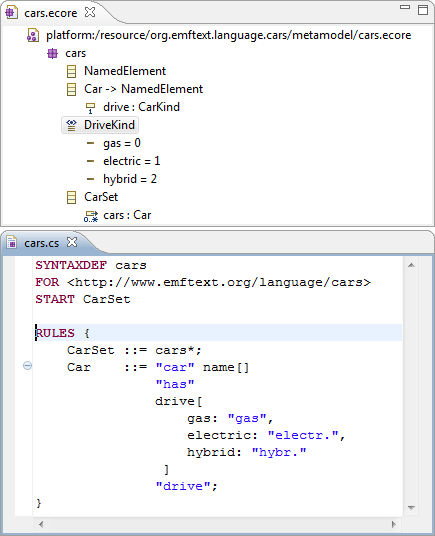 cars.ecore
platform:/resource/org.emftext.language.cars/metamodel/cars.ecore
cars
NamedElement
Car -> NamedElement
drive : CarKind
DriveKind
gas = 0
electric = 1
hybrid = 2
CarSet
0..*
cars : Car
cars.cs
SYNTAXDEF cars
FOR <http://www.emftext.org/language/cars>
START CarSet
RULES {
CarSet ::= cars*;
Car    ::= "car" name[]
"has"
drive[
gas: "gas",
electric: "electr.",
hybrid: "hybr."
]
"drive";
}